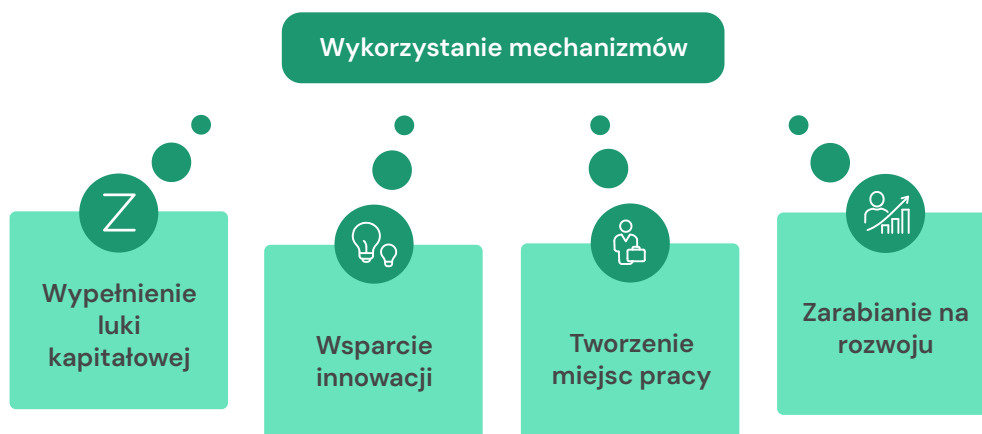 Wykorzystanie mechanizmów
Z
Wypełnienie
luki
kapitałowej
Wsparcie
innowacji
Tworzenie
miejsc pracy
Zarabianie na
rozwoju